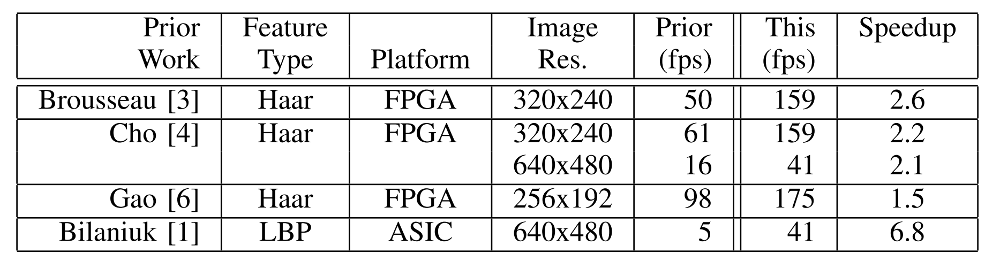 Prior Feature Image Prior This Speedup
Work Type Platform Res. (fps) (fps)
Brousseau [3] Haar FPGA 320x240 50 159 2.6
Cho [4] Haar FPGA 320x240 61 159 2.2
640x480 16 41 2.1
Gao [6] Haar FPGA 256x192 98 175 1.5
Bilaniuk [1] LBP ASIC 640x480 5 41 6.8